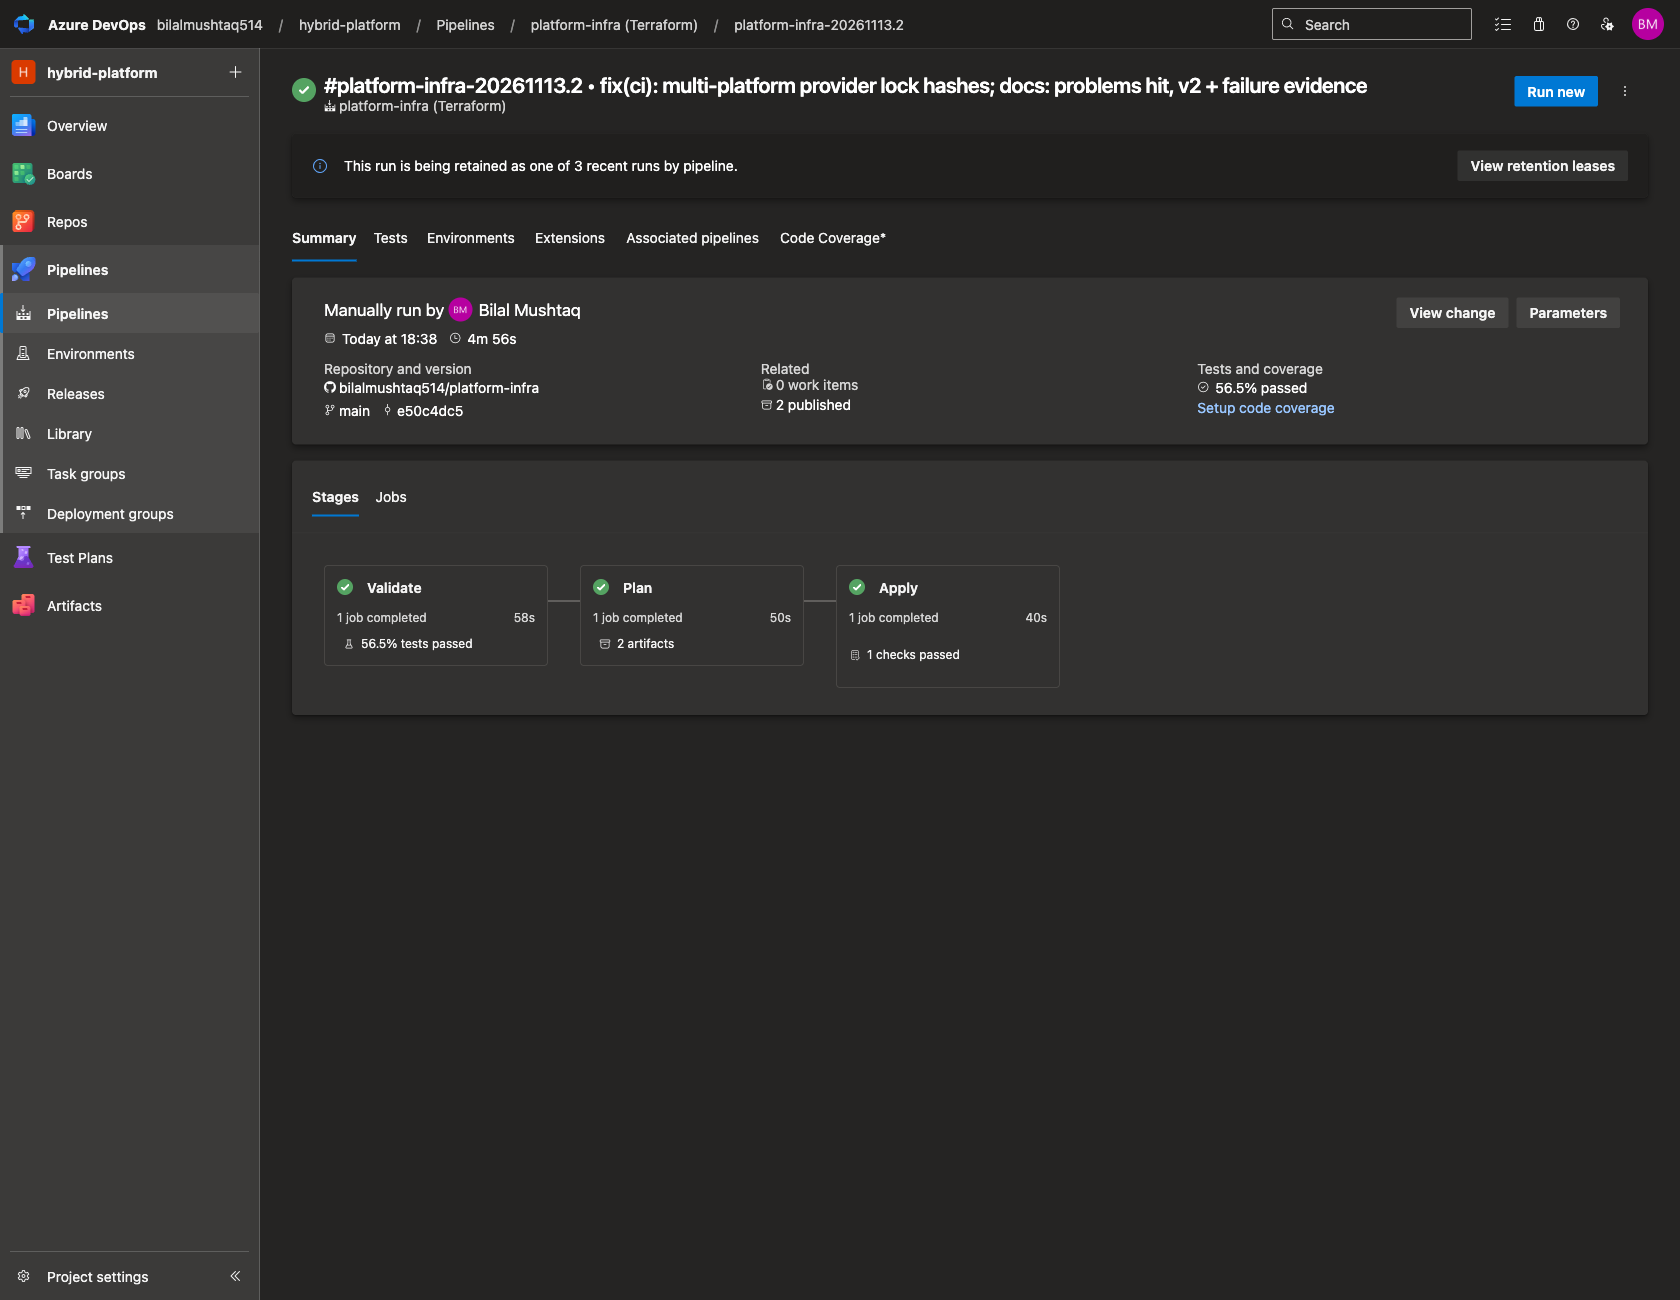 Azure DevOps bilalmushtaq514 / hybrid-platform / Pipelines / platform-infra (Terraform) / platform-infra-20261113.2
Search
BM
H hybrid-platform
Overview
Boards
Repos
Pipelines
Pipelines
Environments
Releases
Library
Task groups
Deployment groups
Test Plans
Artifacts
Project settings
#platform-infra-20261113.2 • fix(ci): multi-platform provider lock hashes; docs: problems hit, v2 + failure evidence
platform-infra (Terraform)
Run new
This run is being retained as one of 3 recent runs by pipeline.
View retention leases
Summary Tests Environments Extensions Associated pipelines Code Coverage*
Manually run by BM Bilal Mushtaq
View change Parameters
Today at 18:38 4m 56s
Repository and version
bilalmushtaq514/platform-infra
main e50c4dc5
Related
0 work items
2 published
Tests and coverage
56.5% passed
Setup code coverage
Stages Jobs
Validate
1 job completed 58s
56.5% tests passed
Plan
1 job completed 50s
2 artifacts
Apply
1 job completed 40s
1 checks passed